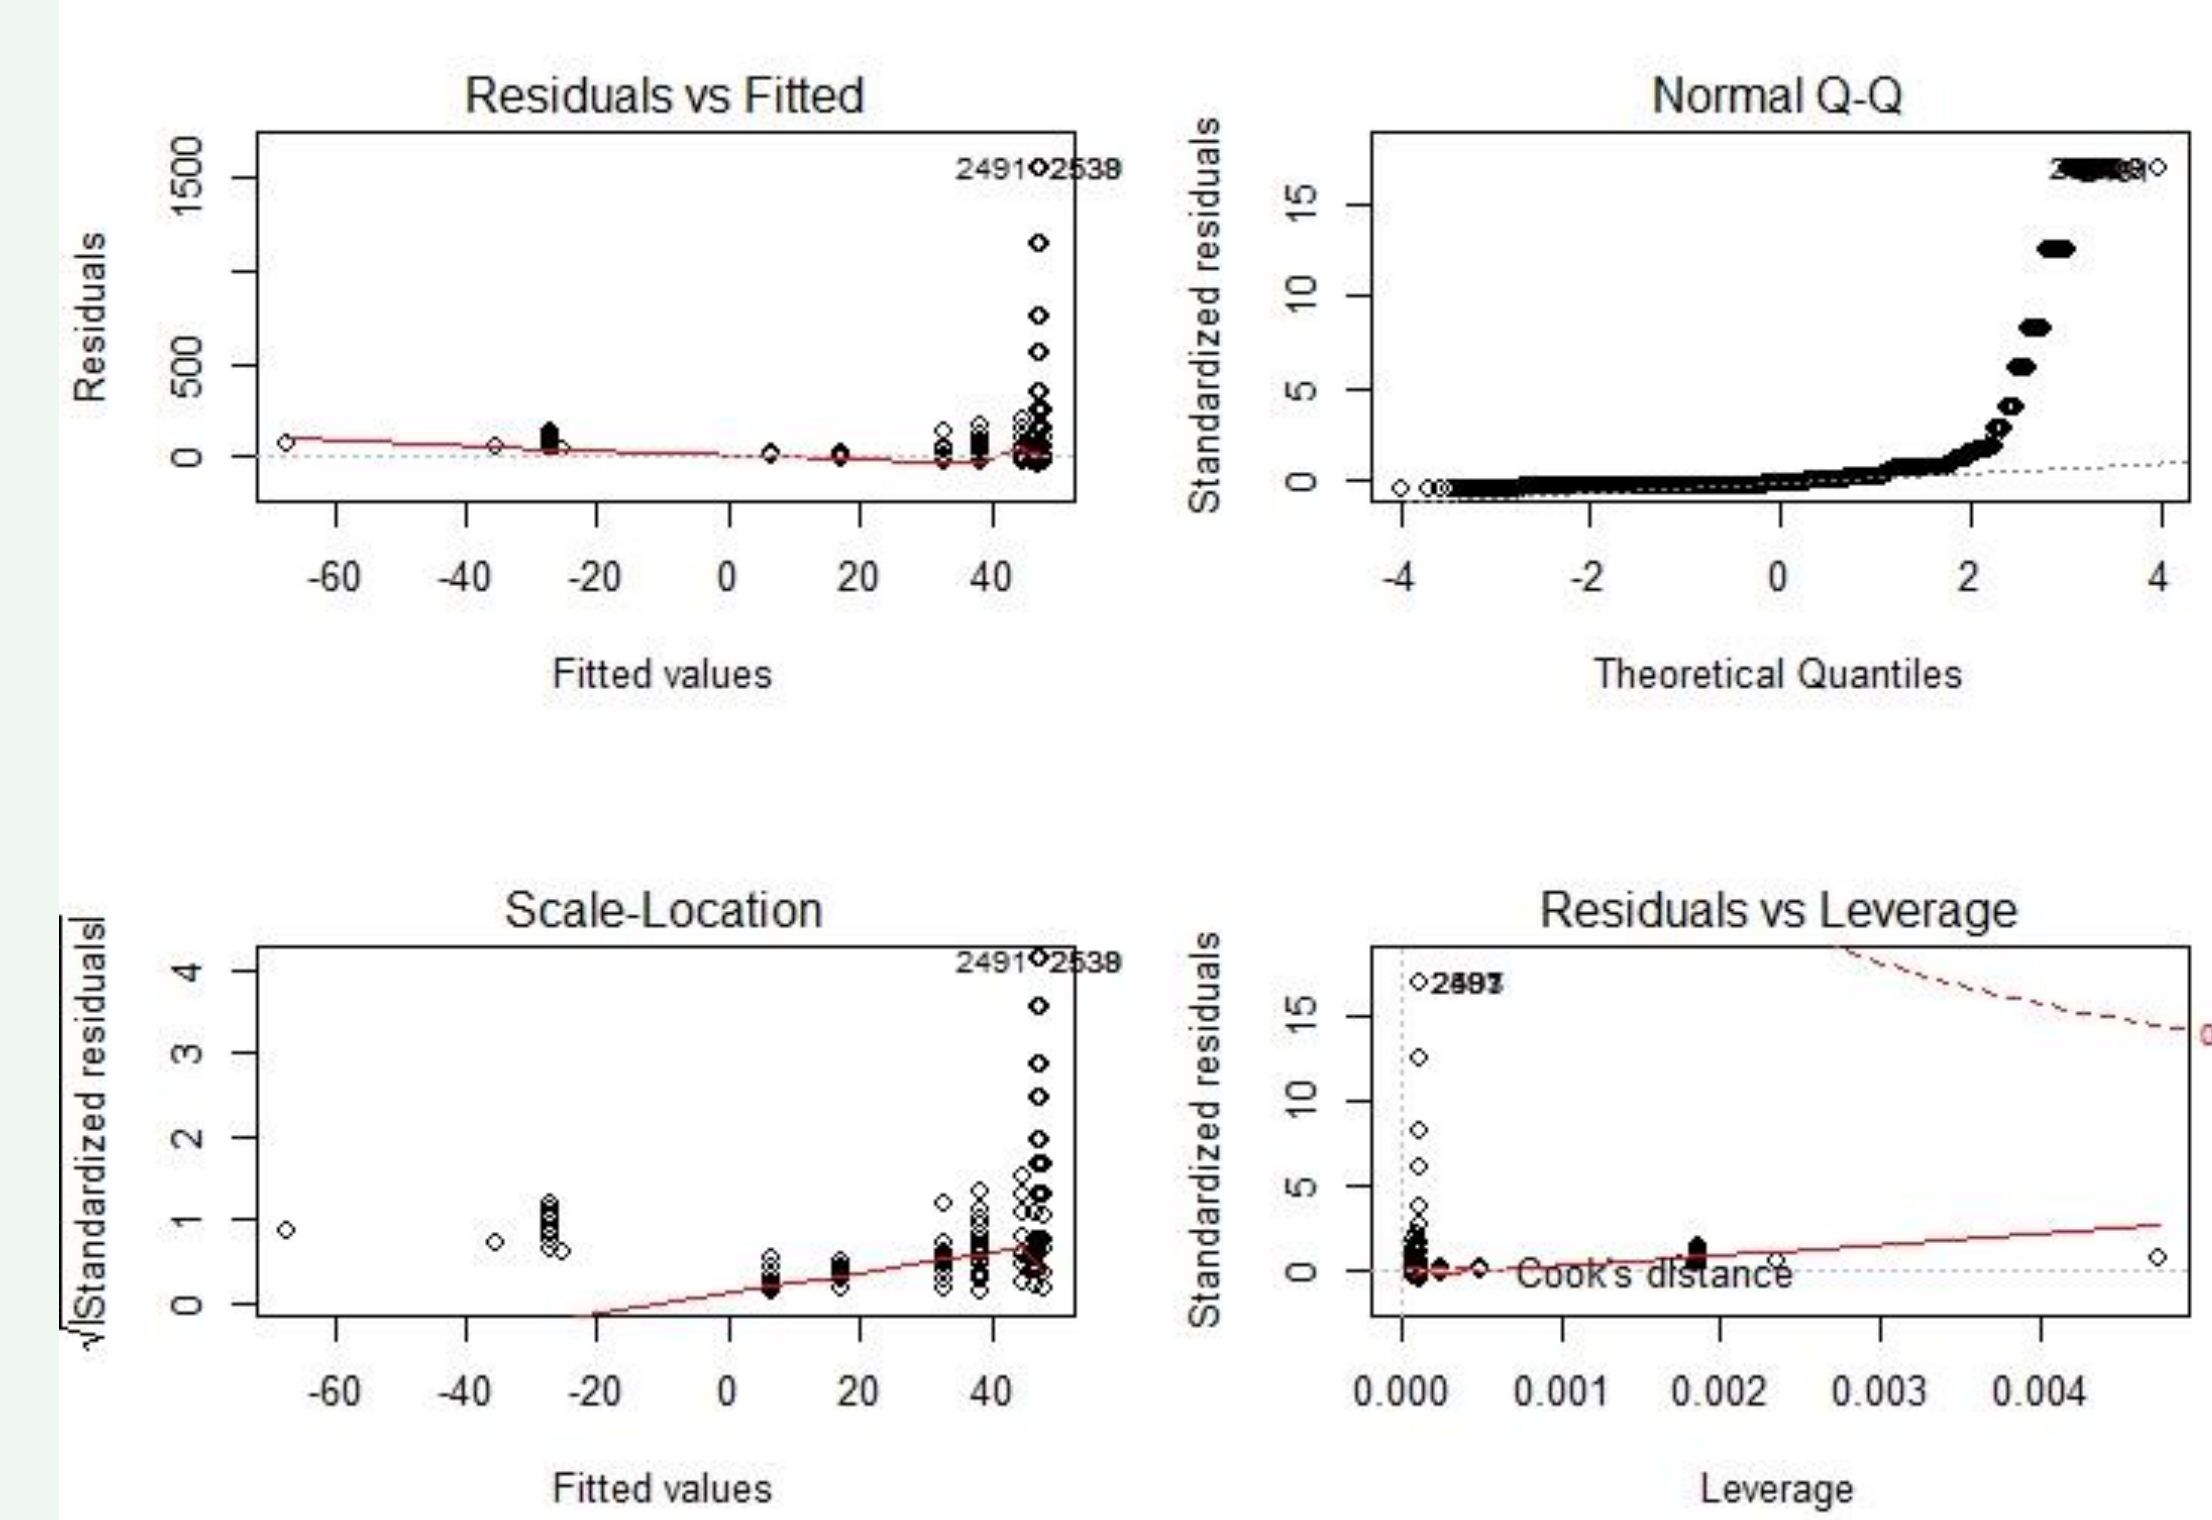 Residuals vs Fitted
Residuals
0 500 1500
2491 2539
-60 -40 -20 0 20 40
Fitted values
Normal Q-Q
Standardized residuals
0 5 10 15
-4 -2 0 2 4
Theoretical Quantiles
Scale-Location
√|Standardized residuals|
0 1 2 3 4
2491
-60 -40 -20 0 20 40
Fitted values
Residuals vs Leverage
Standardized residuals
0 5 10 15
Cook's distance
0.000 0.001 0.002 0.003 0.004
Leverage